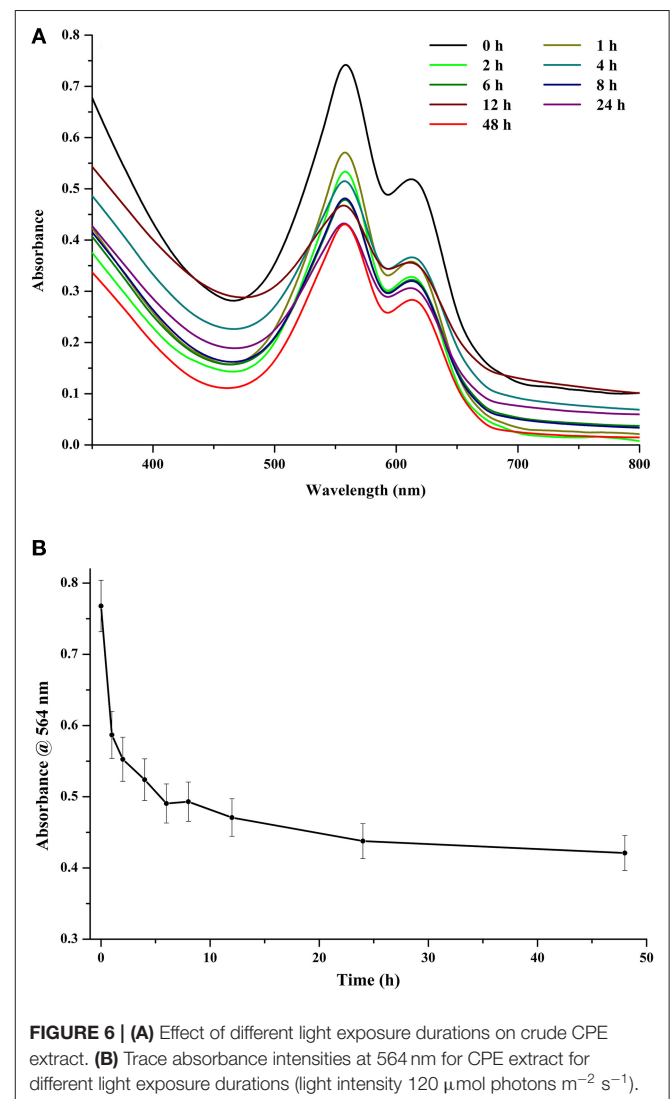 A
0.8
0.7
0.6
0.5
0.4
0.3
0.2
0.1
0.0
Absorbance
0 h 1 h
2 h 4 h
6 h 8 h
12 h 24 h
48 h
400 500 600 700 800
Wavelength (nm)
B
0.8
0.7
0.6
0.5
0.4
0.3
Absorbance @ 564 nm
0 10 20 30 40 50
Time (h)
FIGURE 6 | (A) Effect of different light exposure durations on crude CPE
extract. (B) Trace absorbance intensities at 564 nm for CPE extract for
different light exposure durations (light intensity 120 μmol photons m⁻² s⁻¹).